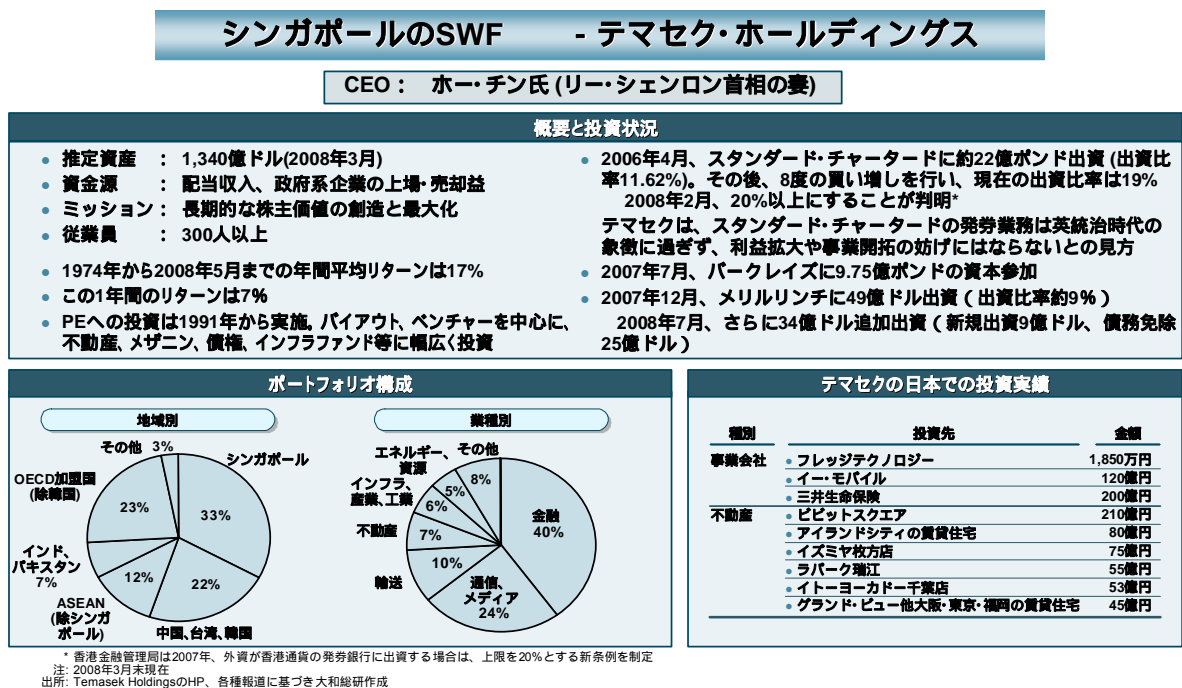 シンガポールのSWF - テマセク･ホールディングス
CEO： ホー･チン氏 (リー･シェンロン首相の妻)
概要と投資状況
● 推定資産 ： 1,340億ドル(2008年3月)
● 資金源 ： 配当収入、政府系企業の上場･売却益
● ミッション： 長期的な株主価値の創造と最大化
● 従業員 ： 300人以上
● 1974年から2008年5月までの年間平均リターンは17%
● この1年間のリターンは7%
● PEへの投資は1991年から実施。バイアウト、ベンチャーを中心に、
不動産、メザニン、債権、インフラファンド等に幅広く投資
● 2006年4月、スタンダード･チャータードに約22億ポンド出資 (出資比
率11.62%)。その後、8度の買い増しを行い、現在の出資比率は19%
2008年2月、20%以上にすることが判明*
テマセクは、スタンダード･チャータードの発券業務は英統治時代の
象徴に過ぎず、利益拡大や事業開拓の妨げにはならないとの見方
● 2007年7月、バークレイズに9.75億ポンドの資本参加
● 2007年12月、メリルリンチに49億ドル出資（出資比率約9%）
2008年7月、さらに34億ドル追加出資（新規出資9億ドル、債務免除
25億ドル）
ポートフォリオ構成
地域別
その他 3%
シンガポール
33%
22%
中国、台湾、韓国
12%
ASEAN
(除シンガ
ポール)
インド、
パキスタン
7%
23%
OECD加盟国
(除韓国)
業種別
金融
40%
通信、
メディア
24%
輸送
10%
不動産
7%
インフラ、
産業、工業
6%
エネルギー、
資源
5%
その他
8%
テマセクの日本での投資実績
種別 投資先 金額
事業会社 ● フレッジテクノロジー 1,850万円
● イー･モバイル 120億円
● 三井生命保険 200億円
不動産 ● ビビットスクエア 210億円
● アイランドシティの賃貸住宅 80億円
● イズミヤ枚方店 75億円
● ラパーク瑞江 55億円
● イトーヨーカドー千葉店 53億円
● グランド･ビュー他大阪･東京･福岡の賃貸住宅 45億円
* 香港金融管理局は2007年、外資が香港通貨の発券銀行に出資する場合は、上限を20%とする新条例を制定
注: 2008年3月末現在
出所: Temasek HoldingsのHP、各種報道に基づき大和総研作成